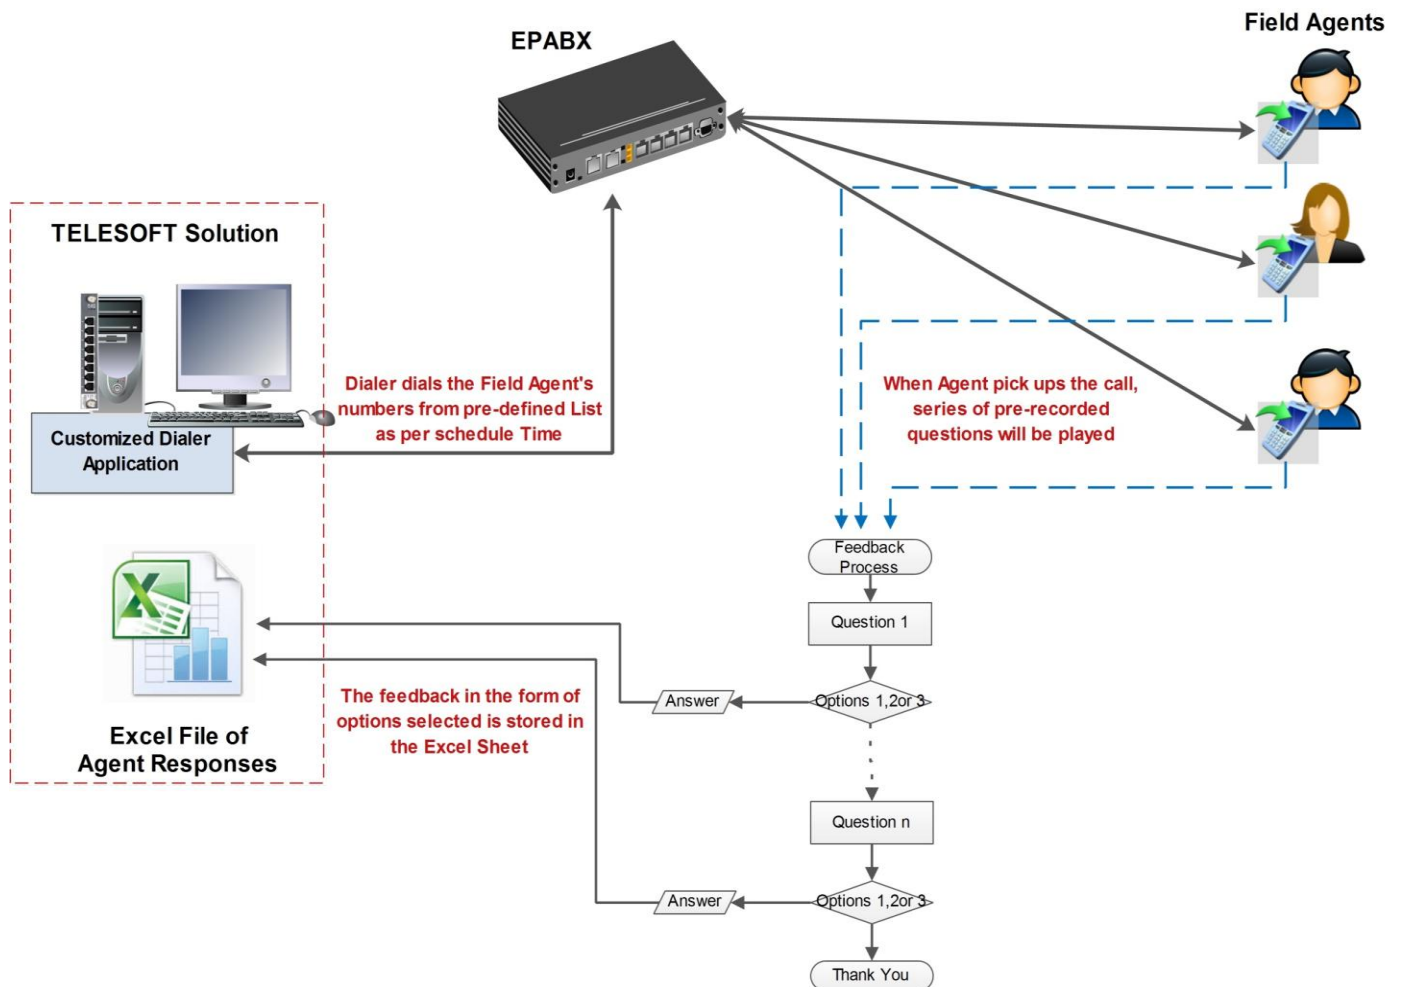 EPABX
Field Agents
TELESOFT Solution
Customized Dialer
Application
Dialer dials the Field Agent's
numbers from pre-defined List
as per schedule Time
When Agent pick ups the call,
series of pre-recorded
questions will be played
Feedback
Process
Question 1
Options 1,2or 3
Answer
The feedback in the form of
options selected is stored in
the Excel Sheet
Excel File of
Agent Responses
Question n
Options 1,2or 3
Answer
Thank You